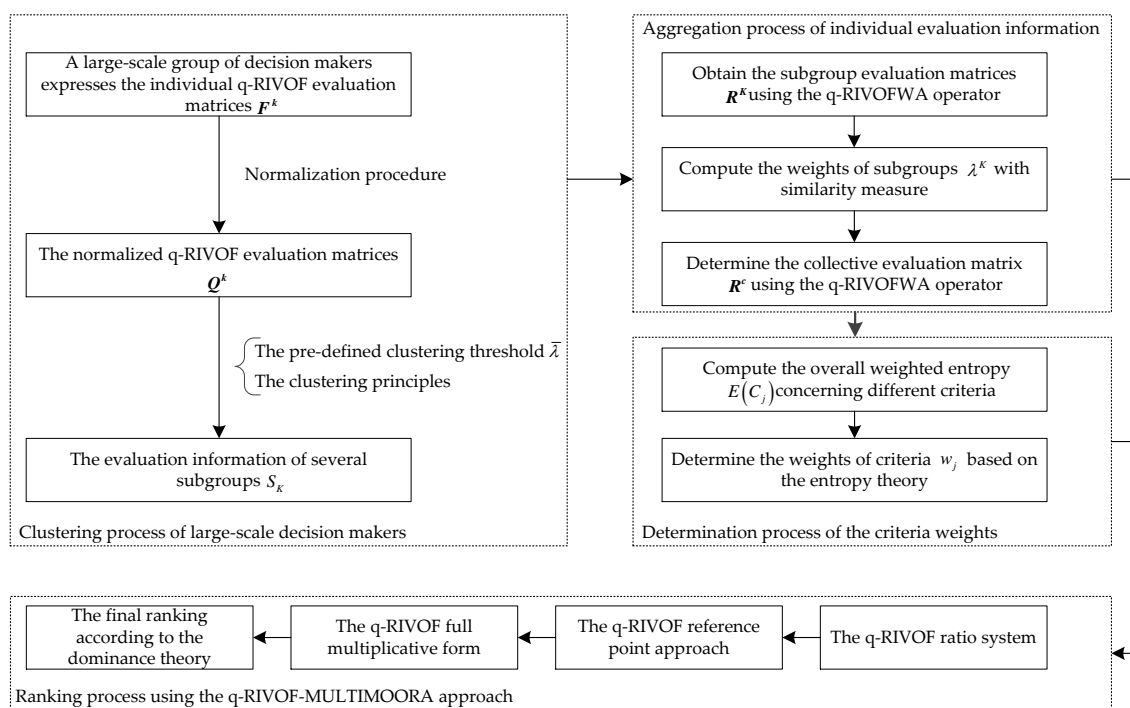 A large-scale group of decision makers
expresses the individual q-RIVOF evaluation
matrices F^k
Normalization procedure
The normalized q-RIVOF evaluation matrices
Q^k
The pre-defined clustering threshold λ̄
The clustering principles
The evaluation information of several
subgroups S_K
Clustering process of large-scale decision makers
Aggregation process of individual evaluation information
Obtain the subgroup evaluation matrices
R^K using the q-RIVOFWA operator
Compute the weights of subgroups λ^K with
similarity measure
Determine the collective evaluation matrix
R^c using the q-RIVOFWA operator
Compute the overall weighted entropy
E(C_j) concerning different criteria
Determine the weights of criteria w_j based on
the entropy theory
Determination process of the criteria weights
The final ranking
according to the
dominance theory
The q-RIVOF full
multiplicative form
The q-RIVOF reference
point approach
The q-RIVOF ratio system
Ranking process using the q-RIVOF-MULTIMOORA approach